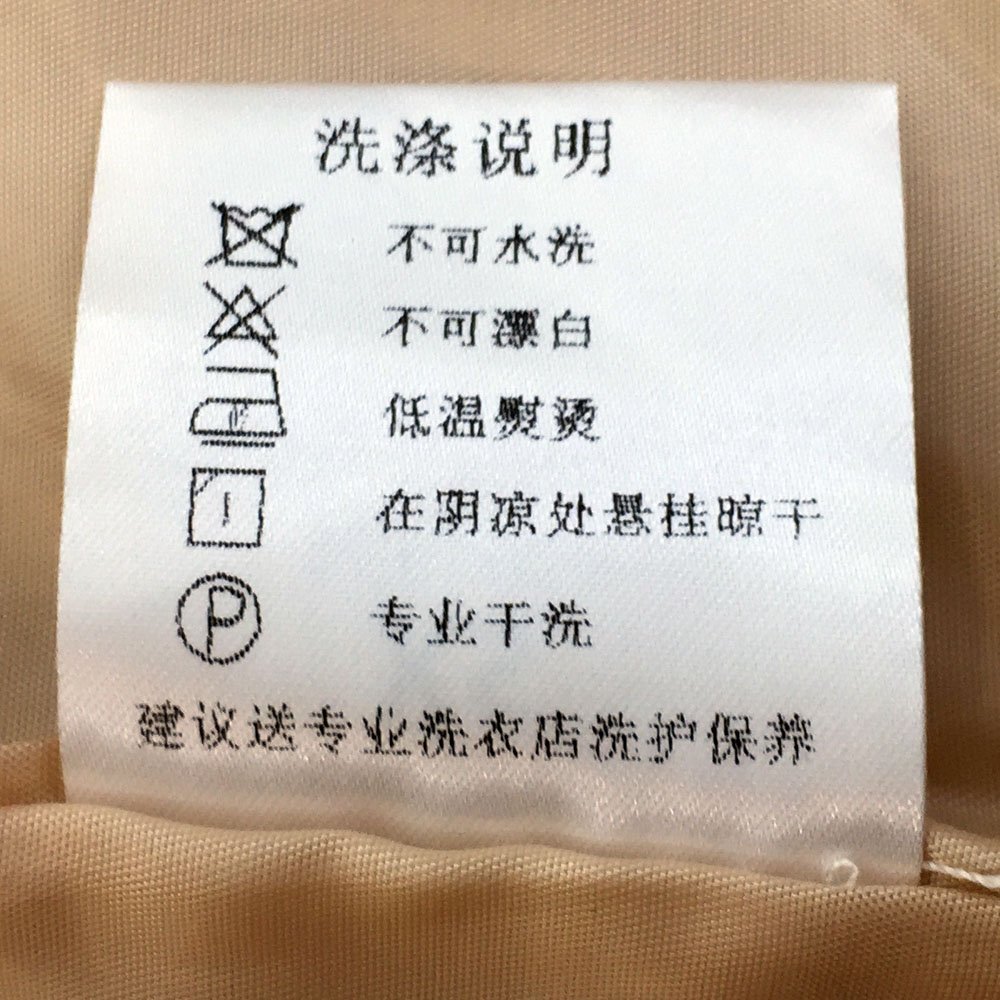 洗涤说明
不可水洗
不可漂白
低温熨烫
在阴凉处悬挂晾干
P 专业干洗
建议送专业洗衣店洗护保养